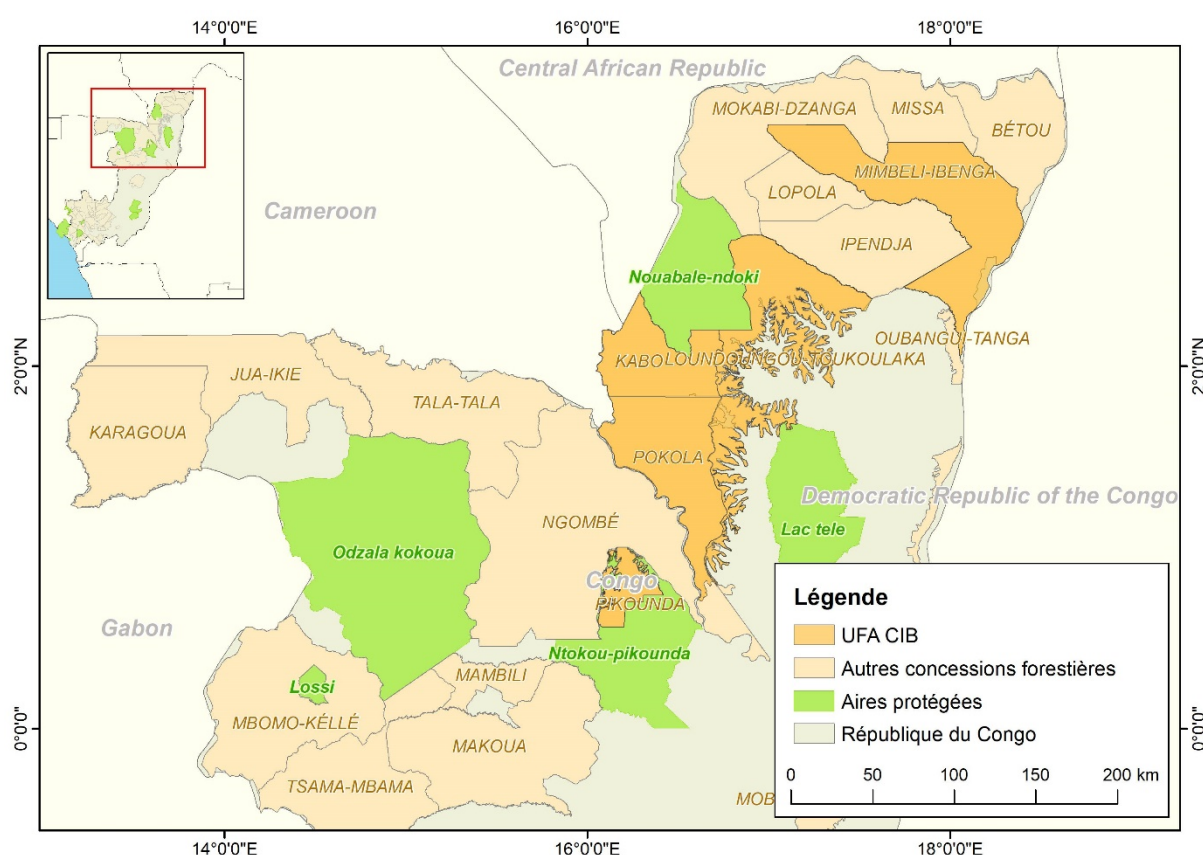 14°0'0"E
16°0'0"E
18°0'0"E
Central African Republic
MOKABI-DZANGA
MISSA
BÉTOU
MIMBELI-IBENGA
LOPOLA
Cameroon
IPENDJA
Nouabale-ndoki
OUBANGUI-TANGA
2°0'0"N
2°0'0"N
KABO
LOUNDOUNGOU-TOUKOULAKA
JUA-IKIE
TALA-TALA
KARAGOUA
POKOLA
Democratic Republic of the Congo
NGOMBÉ
Lac tele
Odzala kokoua
Congo
PIKOUNDA
Gabon
Ntokou-pikounda
MAMBILI
Lossi
MBOMO-KÉLLÉ
MAKOUA
TSAMA-MBAMA
MOB
0°0'0"
0°0'0"
Légende
UFA CIB
Autres concessions forestières
Aires protégées
République du Congo
0 50 100 150 200 km
14°0'0"E
16°0'0"E
18°0'0"E